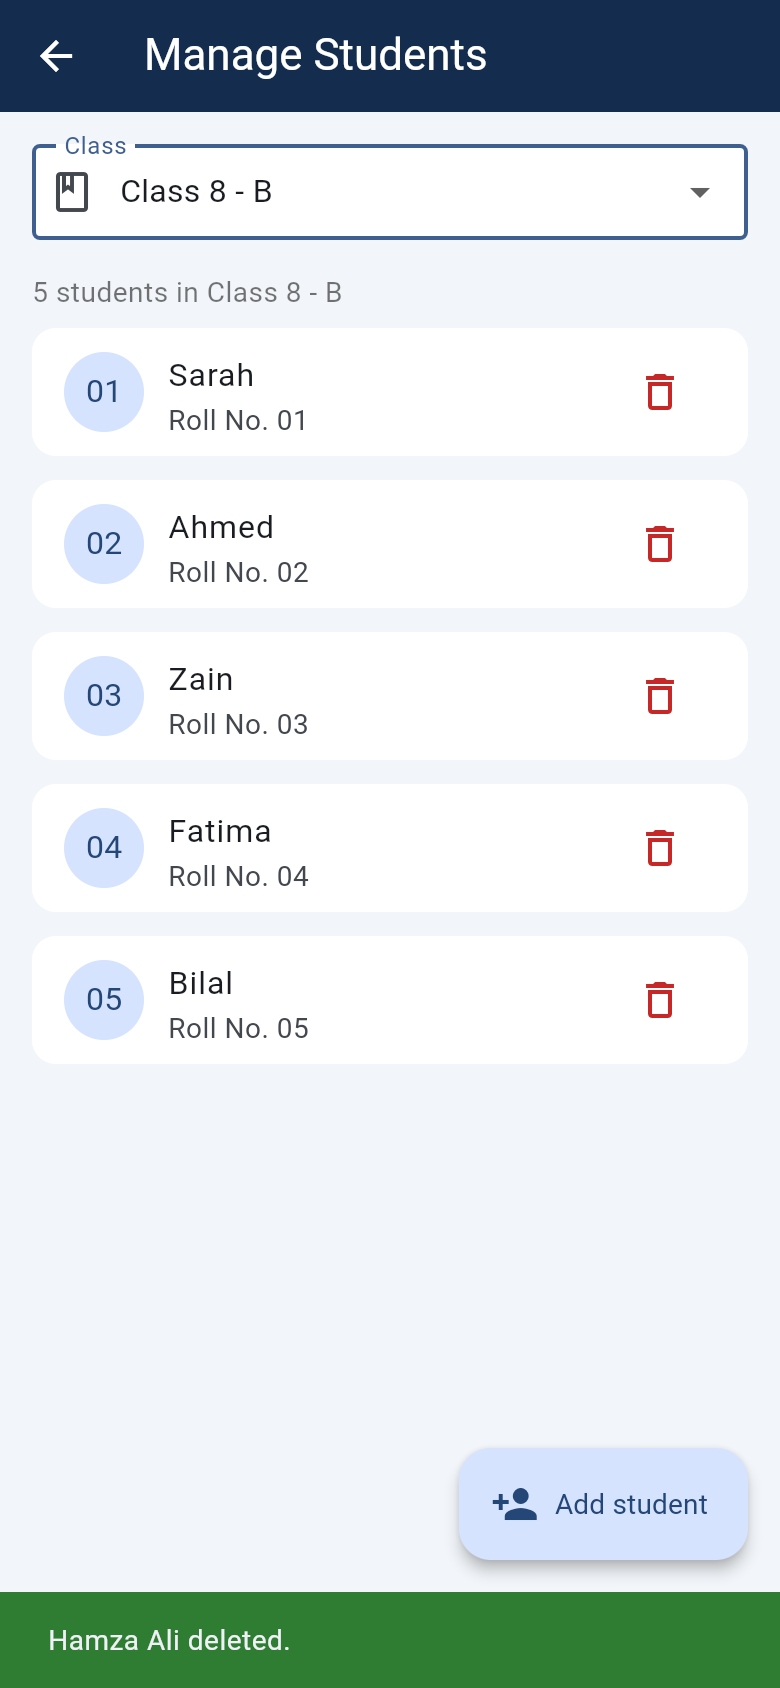 Manage Students
Class
Class 8 - B
5 students in Class 8 - B
01
Sarah
Roll No. 01
02
Ahmed
Roll No. 02
03
Zain
Roll No. 03
04
Fatima
Roll No. 04
05
Bilal
Roll No. 05
Add student
Hamza Ali deleted.